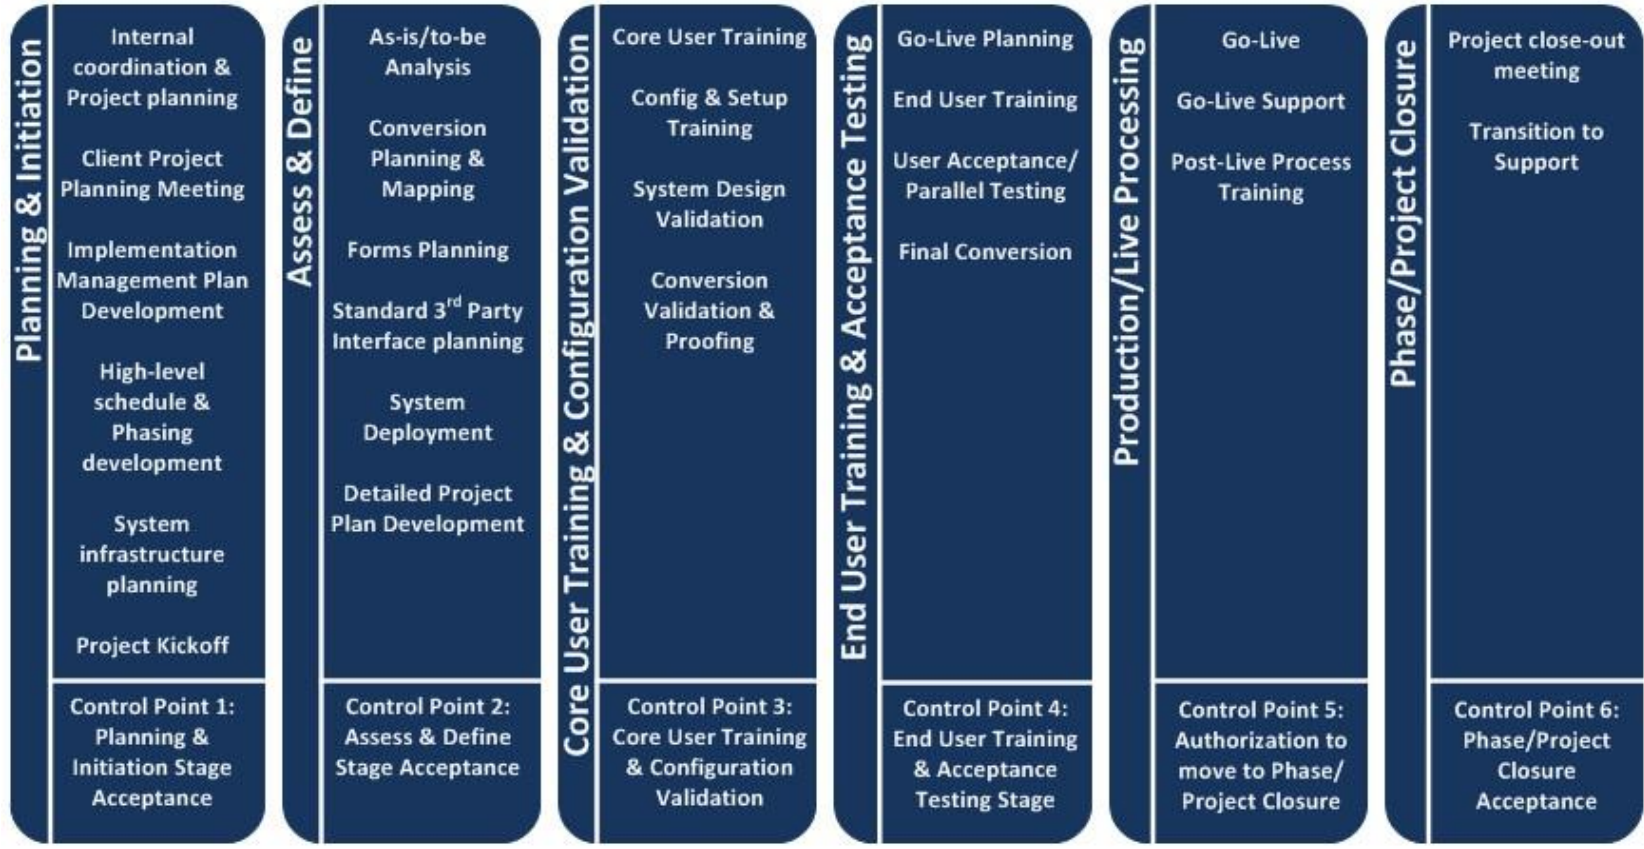 Planning & Initiation
Internal
coordination &
Project planning
Client Project
Planning Meeting
Implementation
Management Plan
Development
High-level
schedule &
Phasing
development
System
infrastructure
planning
Project Kickoff
Control Point 1:
Planning &
Initiation Stage
Acceptance
Assess & Define
As-is/to-be
Analysis
Conversion
Planning &
Mapping
Forms Planning
Standard 3rd Party
Interface planning
System
Deployment
Detailed Project
Plan Development
Control Point 2:
Assess & Define
Stage Acceptance
Core User Training & Configuration Validation
Core User Training
Config & Setup
Training
System Design
Validation
Conversion
Validation &
Proofing
Control Point 3:
Core User Training
& Configuration
Validation
End User Training & Acceptance Testing
Go-Live Planning
End User Training
User Acceptance/
Parallel Testing
Final Conversion
Control Point 4:
End User Training
& Acceptance
Testing Stage
Production/Live Processing
Go-Live
Go-Live Support
Post-Live Process
Training
Control Point 5:
Authorization to
move to Phase/
Project Closure
Phase/Project Closure
Project close-out
meeting
Transition to
Support
Control Point 6:
Phase/Project
Closure
Acceptance